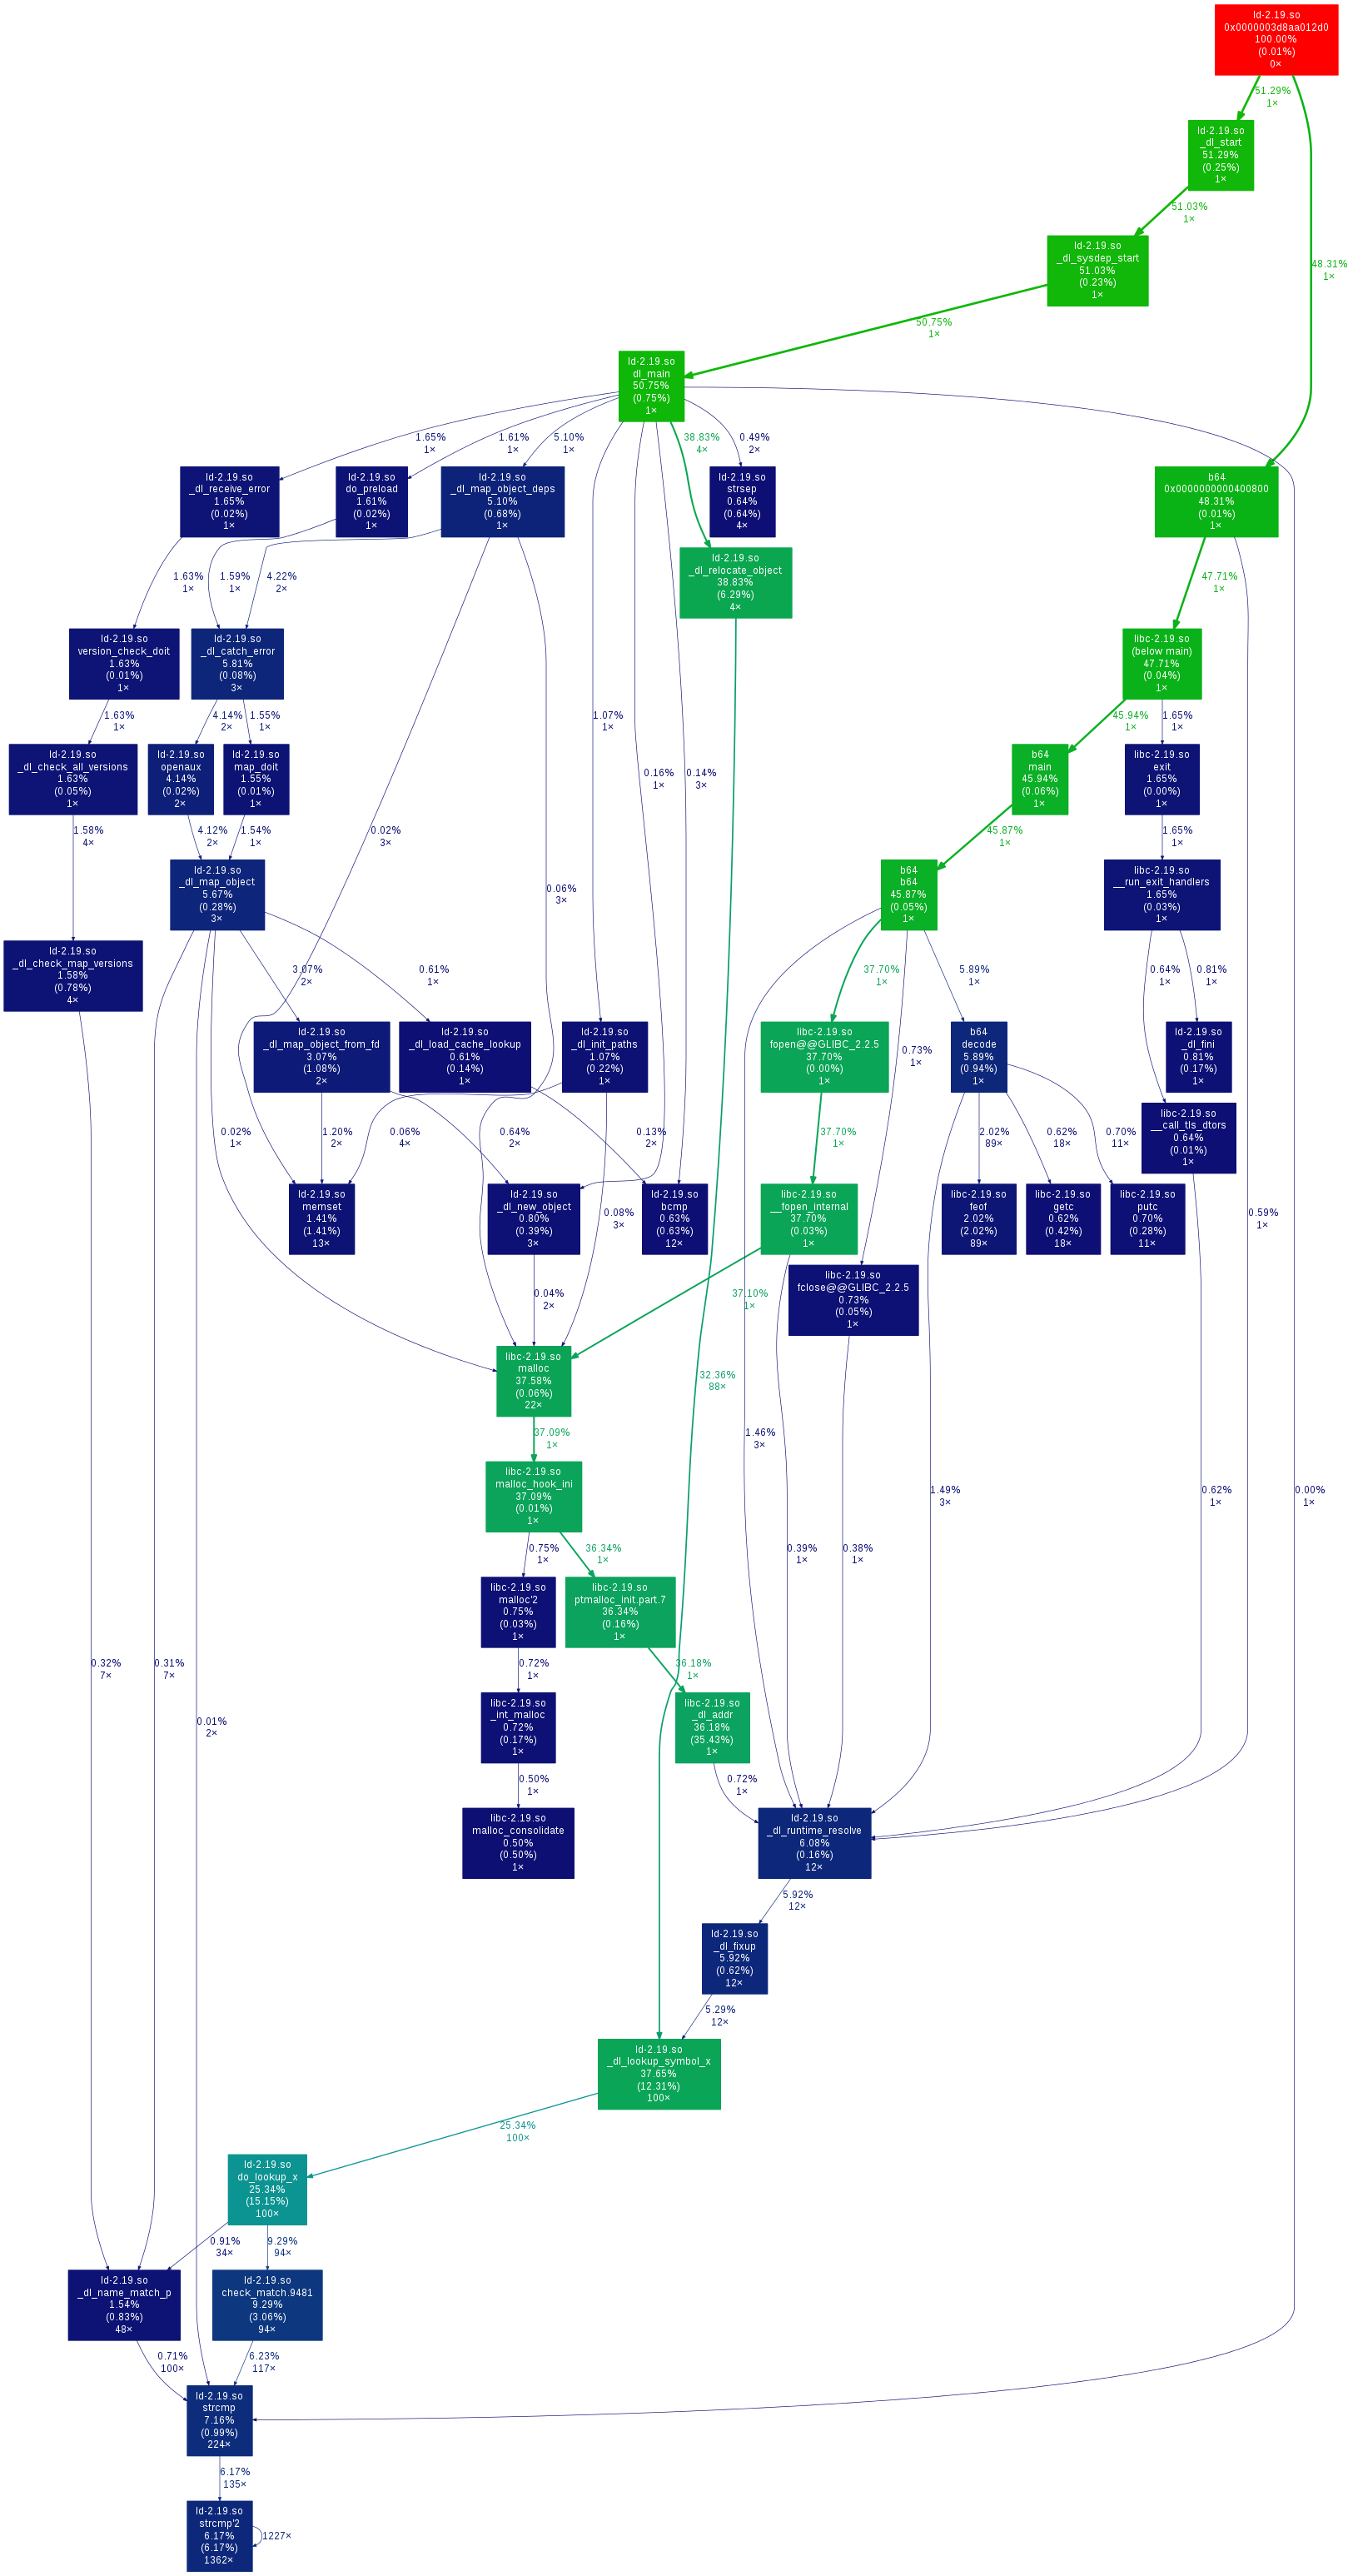 ld-2.19.so
0x0000003d8aa012d0
100.00%
(0.01%)
0×
51.29%
1×
ld-2.19.so
_dl_start
51.29%
(0.25%)
1×
51.03%
1×
ld-2.19.so
_dl_sysdep_start
51.03%
(0.23%)
1×
48.31%
1×
50.75%
1×
ld-2.19.so
dl_main
50.75%
(0.75%)
1×
1.65%
1×
1.61%
1×
5.10%
1×
38.83%
4×
0.49%
2×
ld-2.19.so
_dl_receive_error
1.65%
(0.02%)
1×
ld-2.19.so
do_preload
1.61%
(0.02%)
1×
ld-2.19.so
_dl_map_object_deps
5.10%
(0.68%)
1×
ld-2.19.so
strsep
0.64%
(0.64%)
4×
b64
0x0000000000400800
48.31%
(0.01%)
1×
ld-2.19.so
_dl_relocate_object
38.83%
(6.29%)
4×
1.63%
1×
1.59%
1×
4.22%
2×
47.71%
1×
ld-2.19.so
version_check_doit
1.63%
(0.01%)
1×
ld-2.19.so
_dl_catch_error
5.81%
(0.08%)
3×
libc-2.19.so
(below main)
47.71%
(0.04%)
1×
1.63%
1×
4.14%
2×
1.55%
1×
1.07%
1×
45.94%
1×
1.65%
1×
ld-2.19.so
_dl_check_all_versions
1.63%
(0.05%)
1×
ld-2.19.so
openaux
4.14%
(0.02%)
2×
ld-2.19.so
map_doit
1.55%
(0.01%)
1×
0.16%
1×
0.14%
3×
b64
main
45.94%
(0.06%)
1×
libc-2.19.so
exit
1.65%
(0.00%)
1×
1.58%
4×
4.12%
2×
1.54%
1×
0.02%
3×
45.87%
1×
1.65%
1×
ld-2.19.so
_dl_map_object
5.67%
(0.28%)
3×
0.06%
3×
b64
b64
45.87%
(0.05%)
1×
libc-2.19.so
__run_exit_handlers
1.65%
(0.03%)
1×
ld-2.19.so
_dl_check_map_versions
1.58%
(0.78%)
4×
3.07%
2×
0.61%
1×
37.70%
1×
5.89%
1×
0.64%
1×
0.81%
1×
ld-2.19.so
_dl_map_object_from_fd
3.07%
(1.08%)
2×
ld-2.19.so
_dl_load_cache_lookup
0.61%
(0.14%)
1×
ld-2.19.so
_dl_init_paths
1.07%
(0.22%)
1×
libc-2.19.so
fopen@@GLIBC_2.2.5
37.70%
(0.00%)
1×
0.73%
1×
b64
decode
5.89%
(0.94%)
1×
ld-2.19.so
_dl_fini
0.81%
(0.17%)
1×
0.02%
1×
1.20%
2×
0.06%
4×
0.64%
2×
0.13%
2×
37.70%
1×
2.02%
89×
0.62%
18×
0.70%
11×
libc-2.19.so
__call_tls_dtors
0.64%
(0.01%)
1×
ld-2.19.so
memset
1.41%
(1.41%)
13×
ld-2.19.so
_dl_new_object
0.80%
(0.39%)
3×
0.08%
3×
ld-2.19.so
bcmp
0.63%
(0.63%)
12×
libc-2.19.so
__fopen_internal
37.70%
(0.03%)
1×
libc-2.19.so
feof
2.02%
(2.02%)
89×
libc-2.19.so
getc
0.62%
(0.42%)
18×
libc-2.19.so
putc
0.70%
(0.28%)
11×
0.59%
1×
0.04%
2×
37.10%
1×
libc-2.19.so
fclose@@GLIBC_2.2.5
0.73%
(0.05%)
1×
libc-2.19.so
malloc
37.58%
(0.06%)
22×
32.36%
88×
37.09%
1×
1.46%
3×
libc-2.19.so
malloc_hook_ini
37.09%
(0.01%)
1×
1.49%
3×
0.62%
1×
0.00%
1×
0.75%
1×
36.34%
1×
0.39%
1×
0.38%
1×
libc-2.19.so
malloc'2
0.75%
(0.03%)
1×
libc-2.19.so
ptmalloc_init.part.7
36.34%
(0.16%)
1×
0.32%
7×
0.31%
7×
0.72%
1×
36.18%
1×
0.01%
2×
libc-2.19.so
_int_malloc
0.72%
(0.17%)
1×
libc-2.19.so
_dl_addr
36.18%
(35.43%)
1×
0.50%
1×
0.72%
1×
libc-2.19.so
malloc_consolidate
0.50%
(0.50%)
1×
ld-2.19.so
_dl_runtime_resolve
6.08%
(0.16%)
12×
5.92%
12×
ld-2.19.so
_dl_fixup
5.92%
(0.62%)
12×
5.29%
12×
ld-2.19.so
_dl_lookup_symbol_x
37.65%
(12.31%)
100×
25.34%
100×
ld-2.19.so
do_lookup_x
25.34%
(15.15%)
100×
0.91%
34×
9.29%
94×
ld-2.19.so
_dl_name_match_p
1.54%
(0.83%)
48×
ld-2.19.so
check_match.9481
9.29%
(3.06%)
94×
0.71%
100×
6.23%
117×
ld-2.19.so
strcmp
7.16%
(0.99%)
224×
6.17%
135×
ld-2.19.so
strcmp'2
6.17%
(6.17%)
1362×
1227×